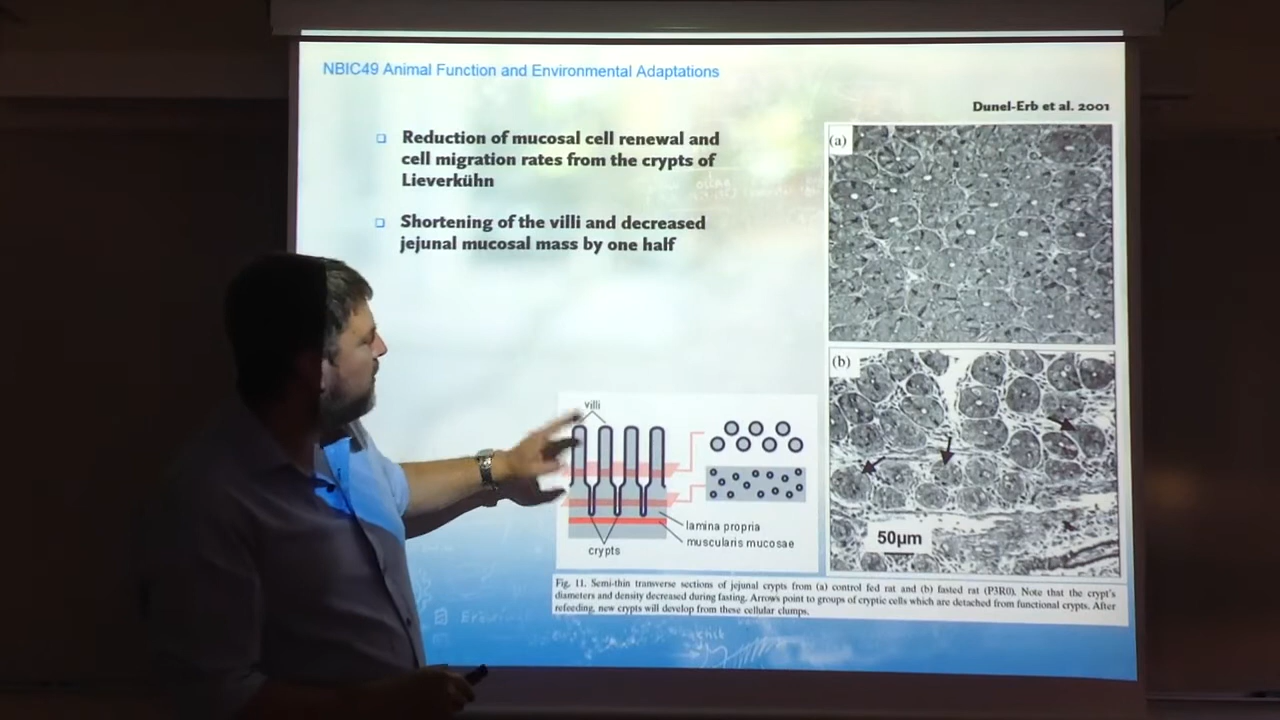 NBIC49 Animal Function and Environmental Adaptations
Dunel-Erb et al. 2001
Reduction of mucosal cell renewal and
cell migration rates from the crypts of
Lieverkühn
Shortening of the villi and decreased
jejunal mucosal mass by one half
(a)
(b)
50µm
villi
lamina propria
muscularis mucosae
crypts
Fig. 11. Semi-thin transverse sections of jejunal crypts from (a) control fed rat and (b) fasted rat (P3R0). Note that the crypt's
diameters and density decreased during fasting. Arrows point to groups of cryptic cells which are detached from functional crypts. After
refeeding, new crypts will develop from these cellular clumps.